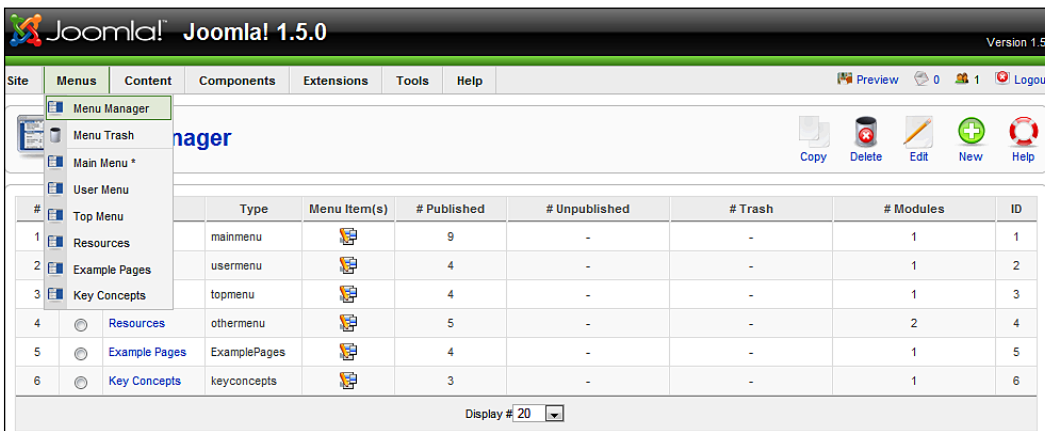 Joomla!™ Joomla! 1.5.0
Version 1.5
Site Menus Content Components Extensions Tools Help Preview 0 1 Logou
Menu Manager
Menu Trash
Main Menu *
User Menu
Top Menu
Resources
Example Pages
Key Concepts
nager
Copy Delete Edit New Help
# Type Menu Item(s) # Published # Unpublished # Trash # Modules ID
1 mainmenu 9 - - 1 1
2 usermenu 4 - - 1 2
3 topmenu 4 - - 1 3
4 Resources othermenu 5 - - 2 4
5 Example Pages ExamplePages 4 - - 1 5
6 Key Concepts keyconcepts 3 - - 1 6
Display # 20